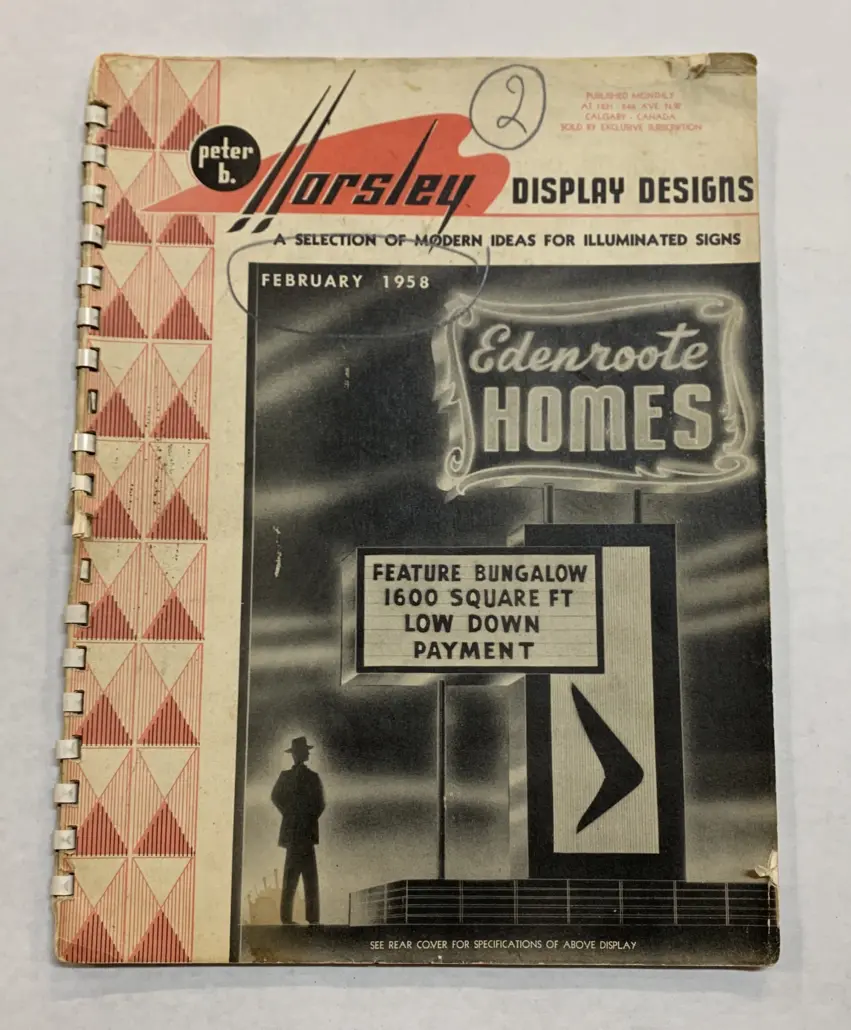 2
PUBLISHED MONTHLY
CALGARY - CANADA
SOLD BY EXCLUSIVE SUBSCRIPTION
peter
b.
Horsley DISPLAY DESIGNS
A SELECTION OF MODERN IDEAS FOR ILLUMINATED SIGNS
FEBRUARY 1958
Edenroote
HOMES
FEATURE BUNGALOW
1600 SQUARE FT
LOW DOWN
PAYMENT
SEE REAR COVER FOR SPECIFICATIONS OF ABOVE DISPLAY